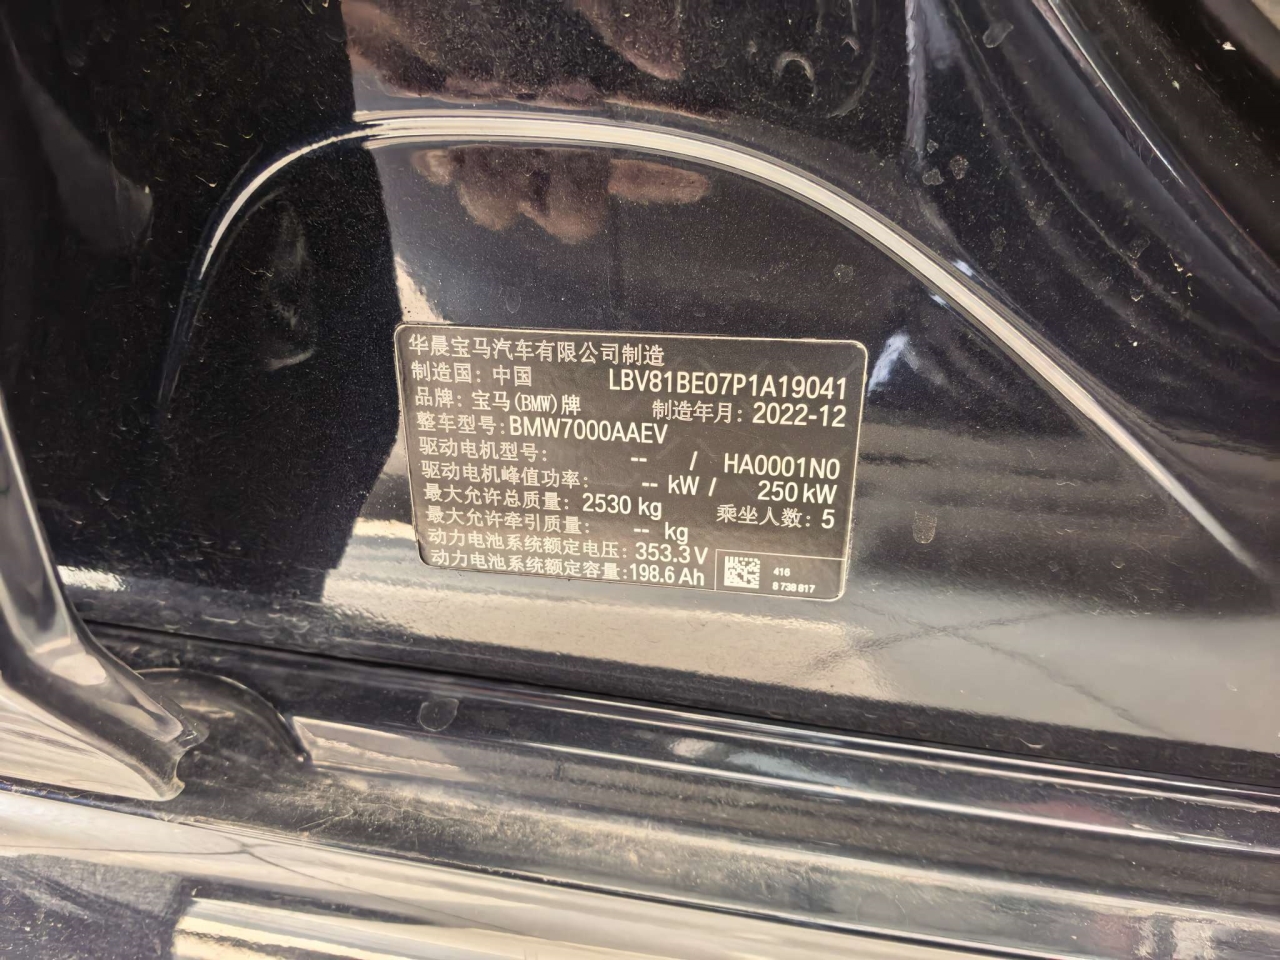 华晨宝马汽车有限公司制造
制造国: 中国 LBV81BE07P1A19041
品牌: 宝马(BMW)牌 制造年月: 2022-12
整车型号: BMW7000AAEV
驱动电机型号: -- / HA0001N0
驱动电机峰值功率: -- kW / 250 kW
最大允许总质量: 2530 kg 乘坐人数: 5
最大允许牵引质量: -- kg
动力电池系统额定电压: 353.3 V
动力电池系统额定容量: 198.6 Ah
416
8 738 817